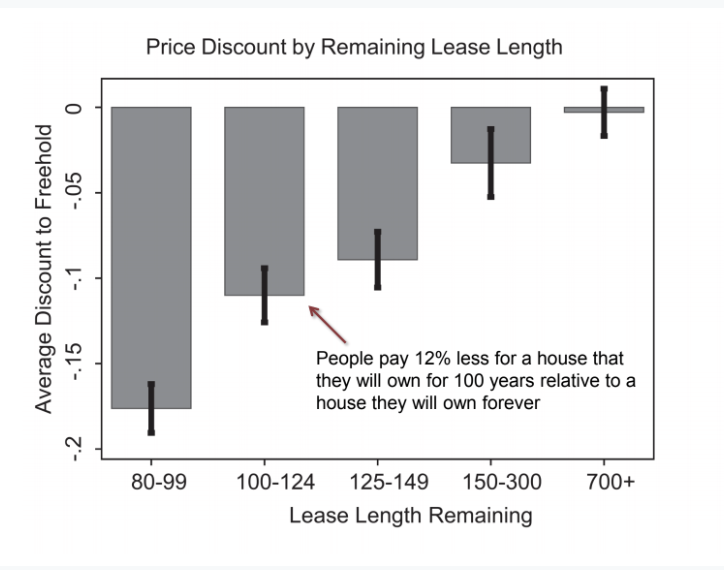 Price Discount by Remaining Lease Length
Average Discount to Freehold
0
-.05
-.1
-.15
-.2
People pay 12% less for a house that
they will own for 100 years relative to a
house they will own forever
80-99
100-124
125-149
150-300
700+
Lease Length Remaining